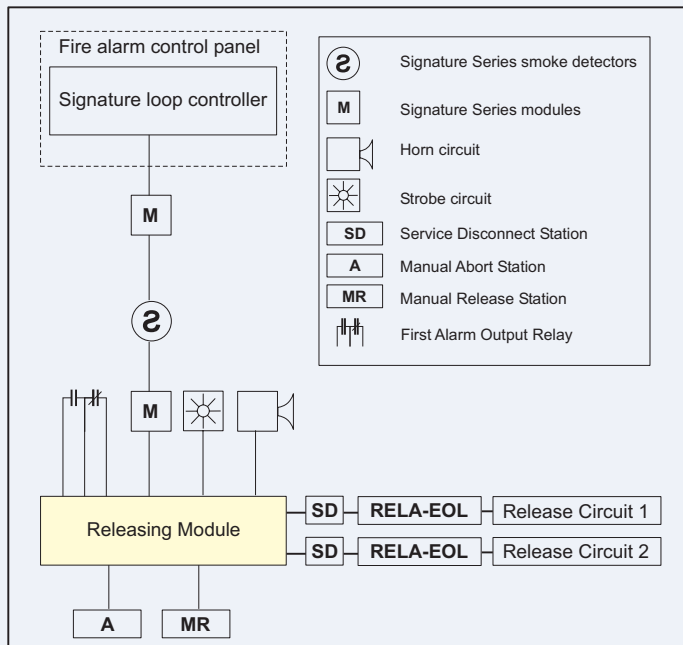 Fire alarm control panel
Signature loop controller
M
S
M
Releasing Module
SD
RELA-EOL
Release Circuit 1
SD
RELA-EOL
Release Circuit 2
A
MR
S
Signature Series smoke detectors
M
Signature Series modules
Horn circuit
Strobe circuit
SD
Service Disconnect Station
A
Manual Abort Station
MR
Manual Release Station
First Alarm Output Relay